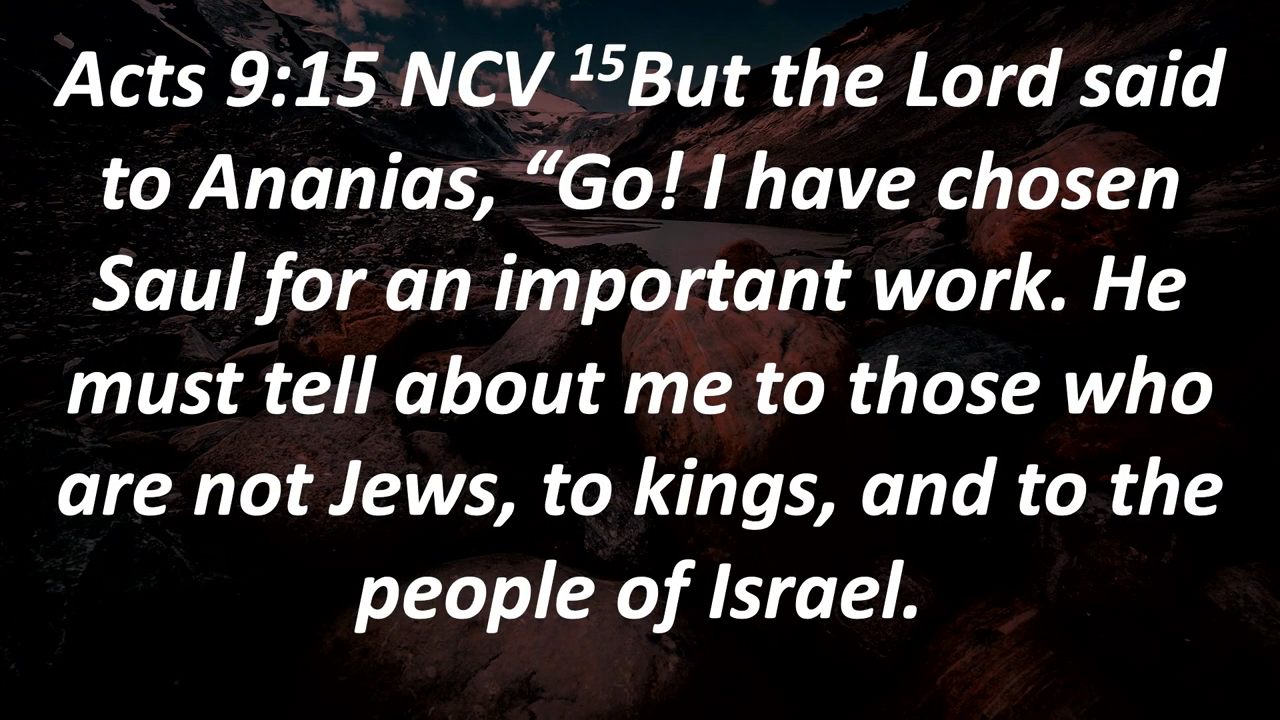 Acts 9:15 NCV ¹⁵But the Lord said
to Ananias, “Go! I have chosen
Saul for an important work. He
must tell about me to those who
are not Jews, to kings, and to the
people of Israel.